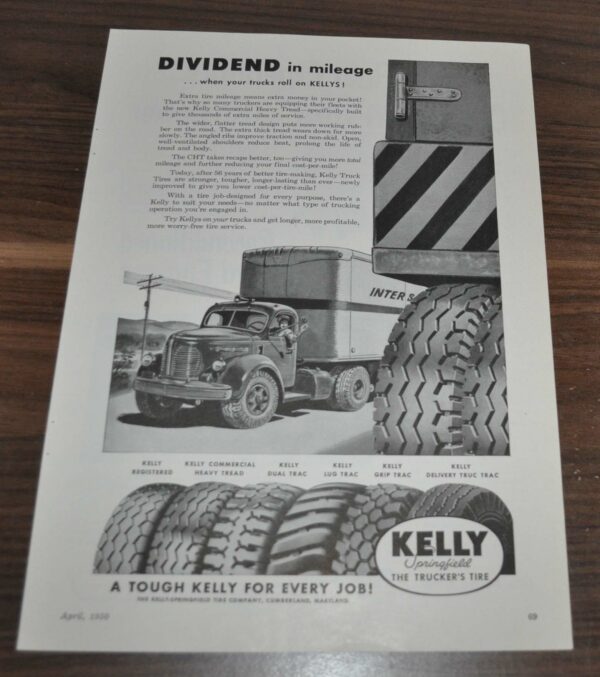 DIVIDEND in mileage
... when your trucks roll on KELLYS!
Extra tire mileage means extra money in your pocket!
That's why so many truckers are equipping their fleets with
the new Kelly Commercial Heavy Tread—specifically built
to give thousands of extra miles of service.
The wider, flatter tread design puts more working rub-
ber on the road. The extra thick tread wears down far more
slowly. The angled ribs improve traction and non-skid. Open,
well-ventilated shoulders reduce heat, prolong the life of
tread and body.
The CHT takes recaps better, too—giving you more total
mileage and further reducing your final cost-per-mile!
Today, after 56 years of better tire-making, Kelly Truck
Tires are stronger, tougher, longer-lasting than ever—newly
improved to give you lower cost-per-tire-mile!
With a tire job-designed for every purpose, there's a
Kelly to suit your needs—no matter what type of trucking
operation you're engaged in.
Try Kellys on your trucks and get longer, more profitable,
more worry-free tire service.
INTER S
KELLY REGISTERED
KELLY COMMERCIAL HEAVY TREAD
KELLY DUAL TRAC
KELLY LUG TRAC
KELLY GRIP TRAC
KELLY DELIVERY TRUC TRAC
KELLY
Springfield
THE TRUCKER'S TIRE
A TOUGH KELLY FOR EVERY JOB!
THE KELLY-SPRINGFIELD TIRE COMPANY, CUMBERLAND, MARYLAND
April, 1950
69